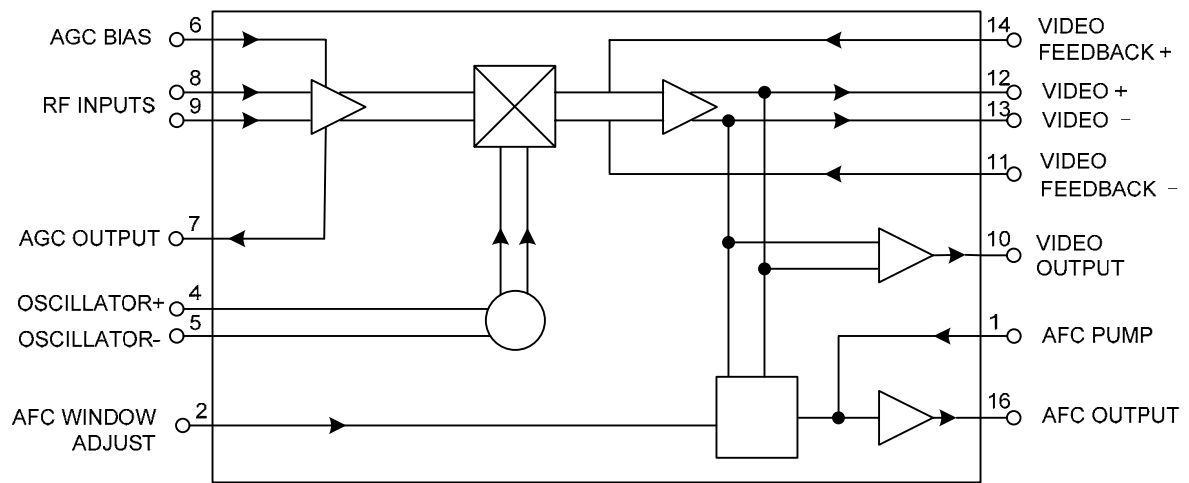 AGC BIAS
6
RF INPUTS
8
9
AGC OUTPUT
7
OSCILLATOR+
4
OSCILLATOR-
5
AFC WINDOW
ADJUST
2
14
VIDEO
FEEDBACK +
12
VIDEO +
13
VIDEO –
11
VIDEO
FEEDBACK –
10
VIDEO
OUTPUT
1
AFC PUMP
16
AFC OUTPUT